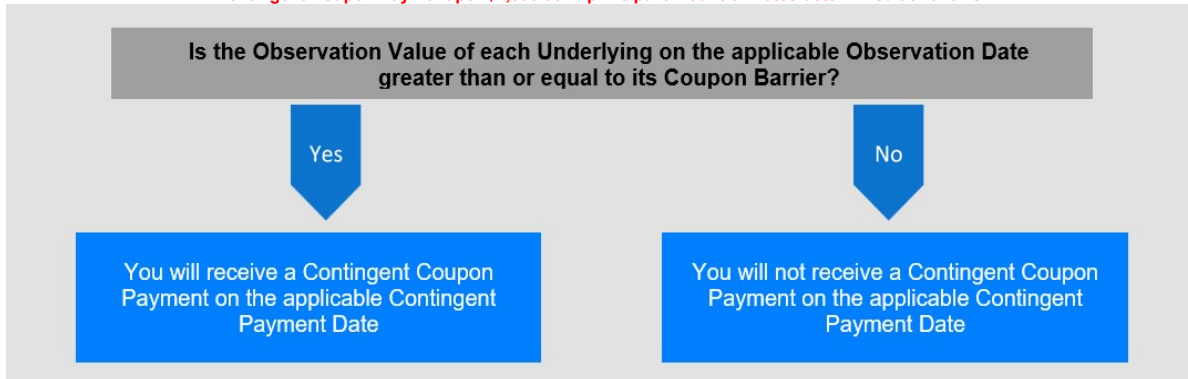 Is the Observation Value of each Underlying on the applicable Observation Date
greater than or equal to its Coupon Barrier?
Yes
No
You will receive a Contingent Coupon
Payment on the applicable Contingent
Payment Date
You will not receive a Contingent Coupon
Payment on the applicable Contingent
Payment Date